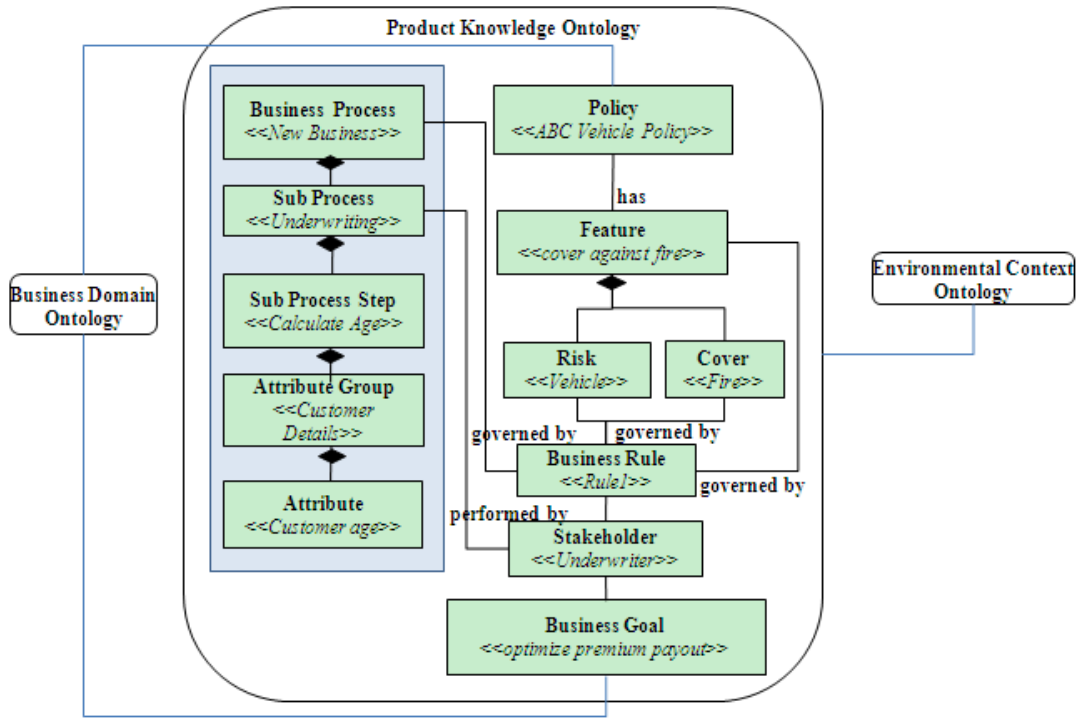 Product Knowledge Ontology
Business Process
<<New Business>>
Sub Process
<<Underwriting>>
Sub Process Step
<<Calculate Age>>
Attribute Group
<<Customer
Details>>
Attribute
<<Customer age>>
Policy
<<ABC Vehicle Policy>>
has
Feature
<<cover against fire>>
Risk
<<Vehicle>>
Cover
<<Fire>>
governed by
governed by
Business Rule
<<Rule1>>
governed by
performed by
Stakeholder
<<Underwriter>>
Business Goal
<<optimize premium payout>>
Business Domain
Ontology
Environmental Context
Ontology